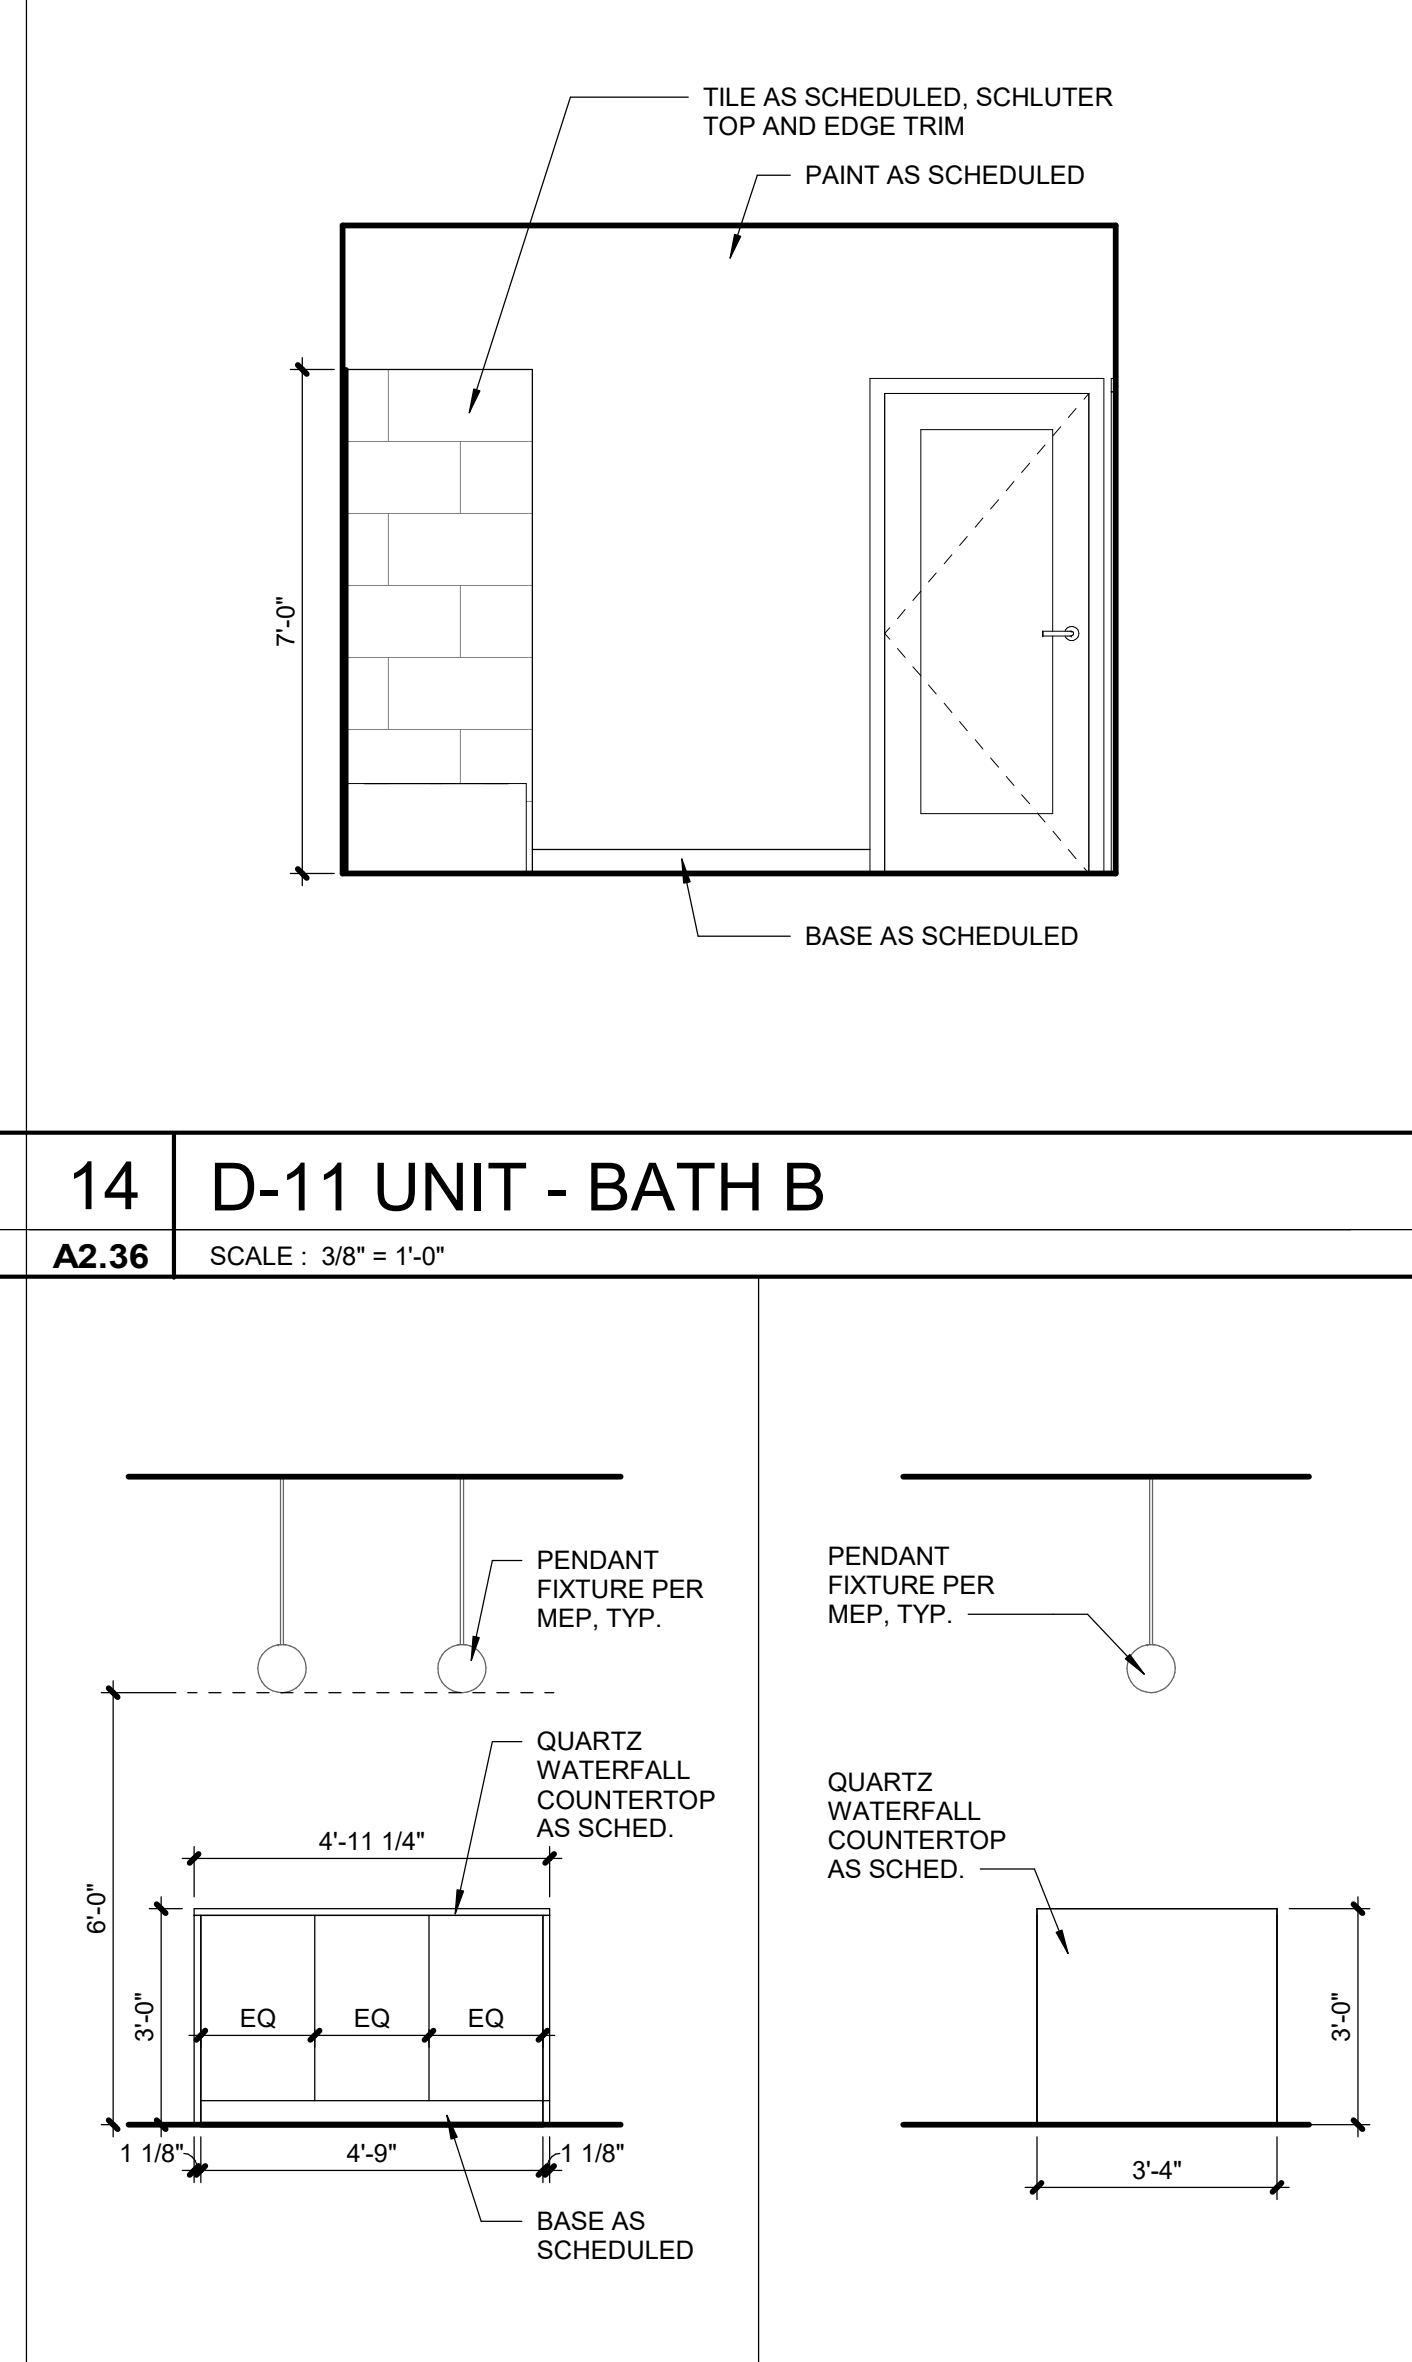 TILE AS SCHEDULED, SCHLUTER
TOP AND EDGE TRIM
PAINT AS SCHEDULED
7'-0"
BASE AS SCHEDULED
14
D-11 UNIT - BATH B
A2.36
SCALE : 3/8" = 1'-0"
PENDANT
FIXTURE PER
MEP, TYP.
QUARTZ
WATERFALL
COUNTERTOP
AS SCHED.
4'-11 1/4"
6'-0"
3'-0"
EQ
EQ
EQ
1 1/8"
4'-9"
1 1/8"
BASE AS
SCHEDULED
PENDANT
FIXTURE PER
MEP, TYP.
QUARTZ
WATERFALL
COUNTERTOP
AS SCHED.
3'-0"
3'-4"